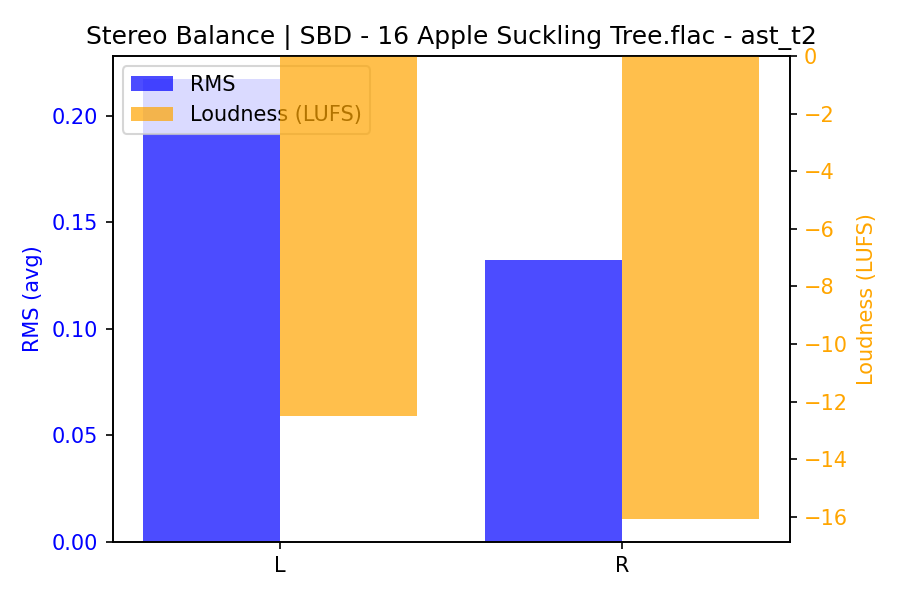 Stereo Balance | SBD - 16 Apple Suckling Tree.flac - ast_t2
RMS
Loudness (LUFS)
RMS (avg)
0.20
0.15
0.10
0.05
0.00
L
R
0
−2
−4
−6
−8
−10
−12
−14
−16
Loudness (LUFS)